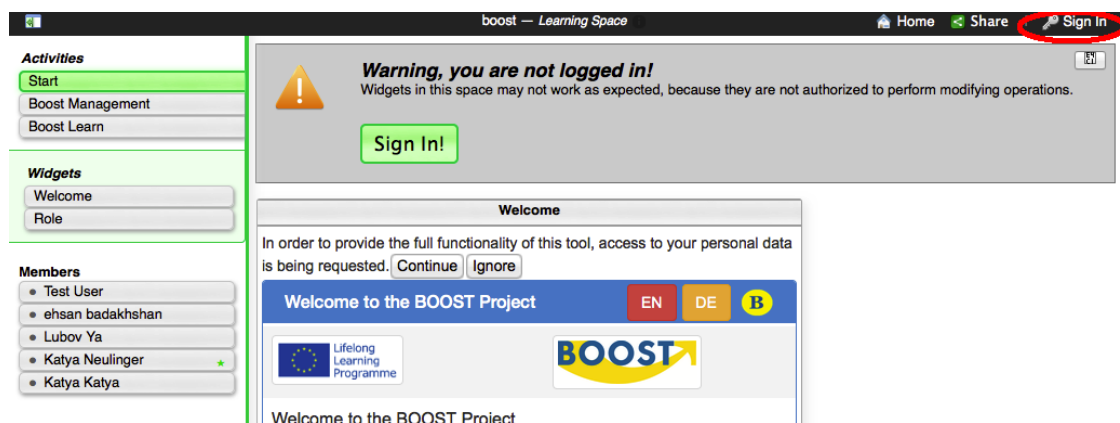 boost — Learning Space
Home
Share
Sign In
Activities
Start
Boost Management
Boost Learn
Widgets
Welcome
Role
Members
Test User
ehsan badakhshan
Lubov Ya
Katya Neulinger
Katya Katya
Warning, you are not logged in!
Widgets in this space may not work as expected, because they are not authorized to perform modifying operations.
Sign In!
Welcome
In order to provide the full functionality of this tool, access to your personal data
is being requested. Continue Ignore
Welcome to the BOOST Project
EN
DE
B
Lifelong
Learning
Programme
BOOST
Welcome to the BOOST Project